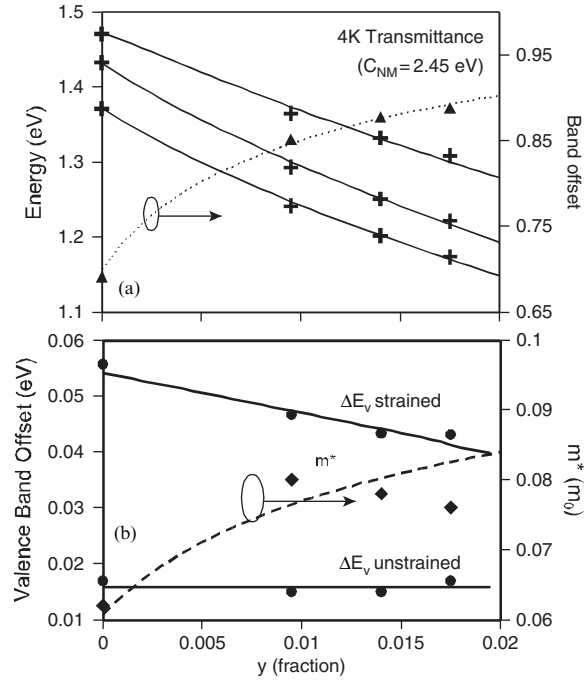 1.5
1.4
1.3
1.2
1.1
Energy (eV)
4K Transmittance
(C_NM = 2.45 eV)
0.95
0.85
0.75
0.65
Band offset
(a)
0.06
0.05
0.04
0.03
0.02
0.01
Valence Band Offset (eV)
ΔE_v strained
m*
(b)
ΔE_v unstrained
0.1
0.09
0.08
0.07
0.06
m* (m_0)
0
0.005
0.01
0.015
0.02
y (fraction)